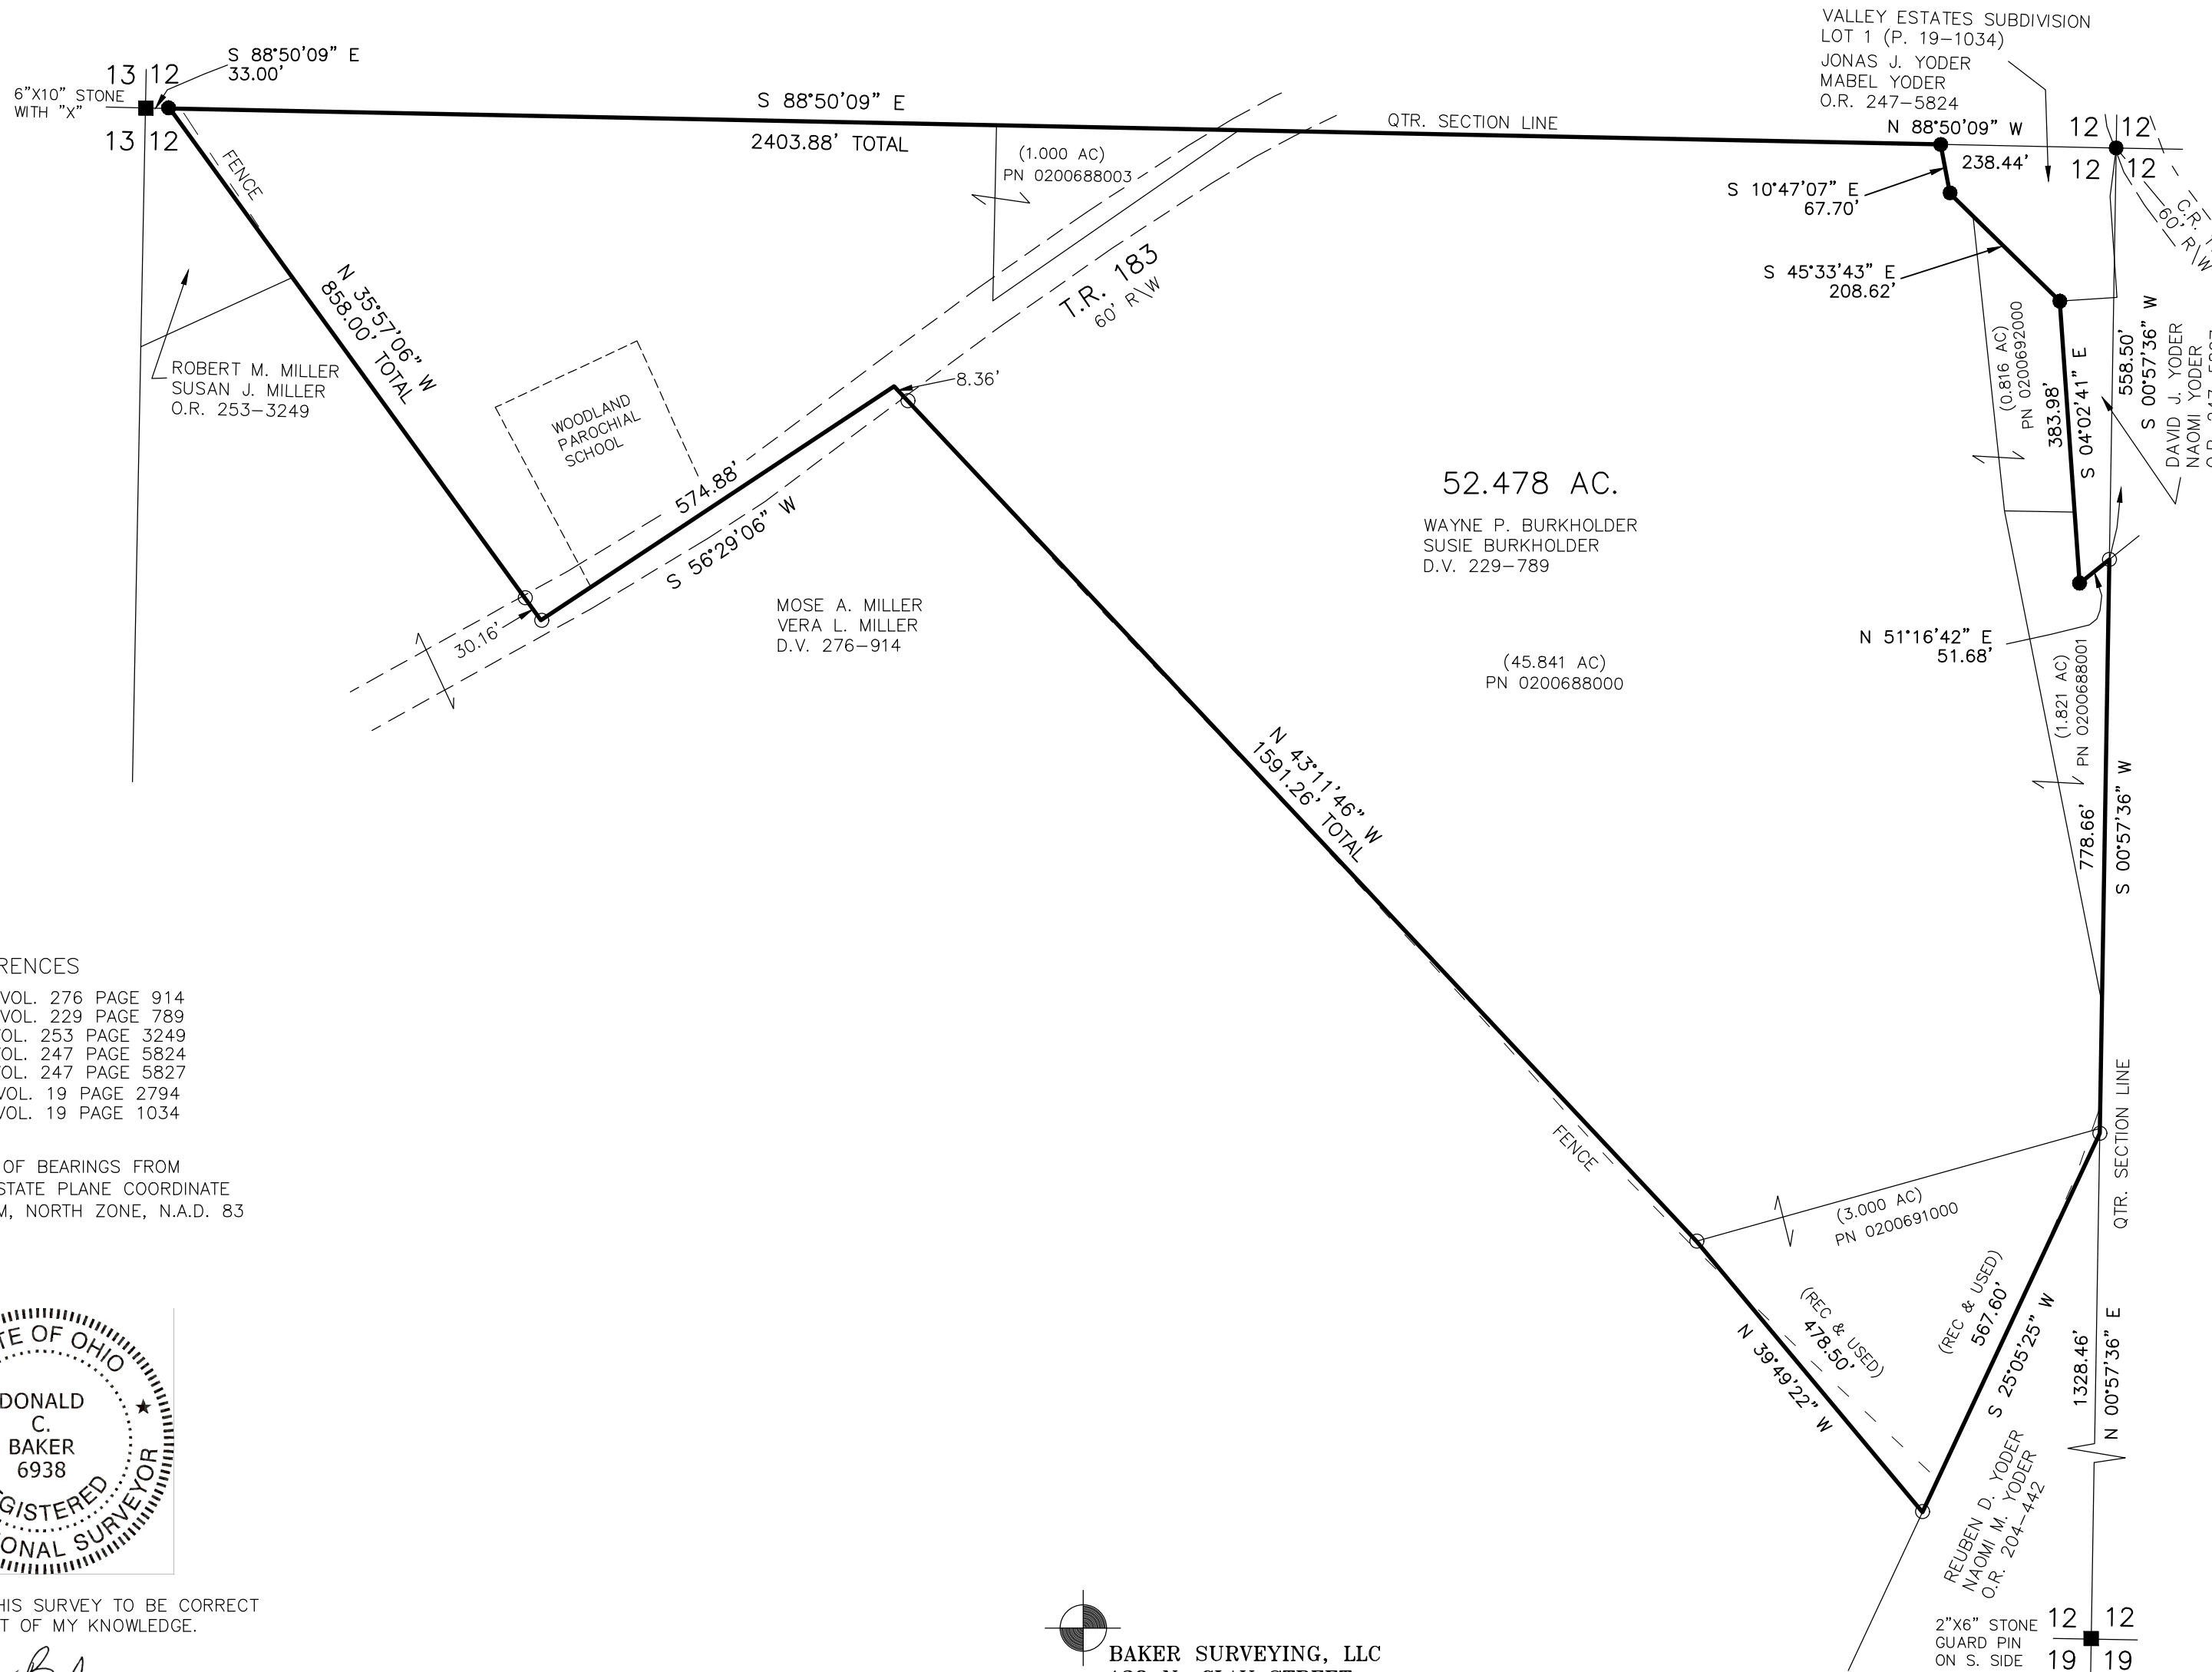 VALLEY ESTATES SUBDIVISION
LOT 1 (P. 19-1034)
JONAS J. YODER
MABEL YODER
O.R. 247-5824
S 88°50'09" E
33.00'
13 12
6"X10" STONE
WITH "X"
13 12
S 88°50'09" E
2403.88' TOTAL
QTR. SECTION LINE
N 88°50'09" W
238.44'
12 12
12 12
60' R\W
(1.000 AC)
PN 0200688003
S 10°47'07" E
67.70'
S 45°33'43" E
208.62'
FENCE
N 35°57'06" W
858.00' TOTAL
T.R. 183
60' R\W
ROBERT M. MILLER
SUSAN J. MILLER
O.R. 253-3249
WOODLAND
PAROCHIAL
SCHOOL
8.36'
574.88'
S 56°29'06" W
30.16'
MOSE A. MILLER
VERA L. MILLER
D.V. 276-914
52.478 AC.
WAYNE P. BURKHOLDER
SUSIE BURKHOLDER
D.V. 229-789
(45.841 AC)
PN 0200688000
(0.816 AC)
PN 0200692000
383.98'
S 04°02'41" E
558.50'
S 00°57'36" W
DAVID J. YODER
NAOMI YODER
N 51°16'42" E
51.68'
(1.821 AC)
PN 0200688001
778.66'
S 00°57'36" W
N 43°11'46" W
1591.26' TOTAL
FENCE
QTR. SECTION LINE
(3.000 AC)
PN 0200691000
(REC & USED)
478.50'
N 39°49'22" W
(REC & USED)
567.60'
S 25°05'25" W
1328.46'
N 00°57'36" E
REUBEN D. YODER
NAOMI M. YODER
O.R. 204-442
2"X6" STONE
GUARD PIN
ON S. SIDE
12 12
19 19
RENCES
VOL. 276 PAGE 914
VOL. 229 PAGE 789
VOL. 253 PAGE 3249
VOL. 247 PAGE 5824
VOL. 247 PAGE 5827
VOL. 19 PAGE 2794
VOL. 19 PAGE 1034
OF BEARINGS FROM
STATE PLANE COORDINATE
M, NORTH ZONE, N.A.D. 83
TE OF OHIO
DONALD
C.
BAKER
6938
GISTERED
ONAL SURVEYOR
HIS SURVEY TO BE CORRECT
T OF MY KNOWLEDGE.
BAKER SURVEYING, LLC